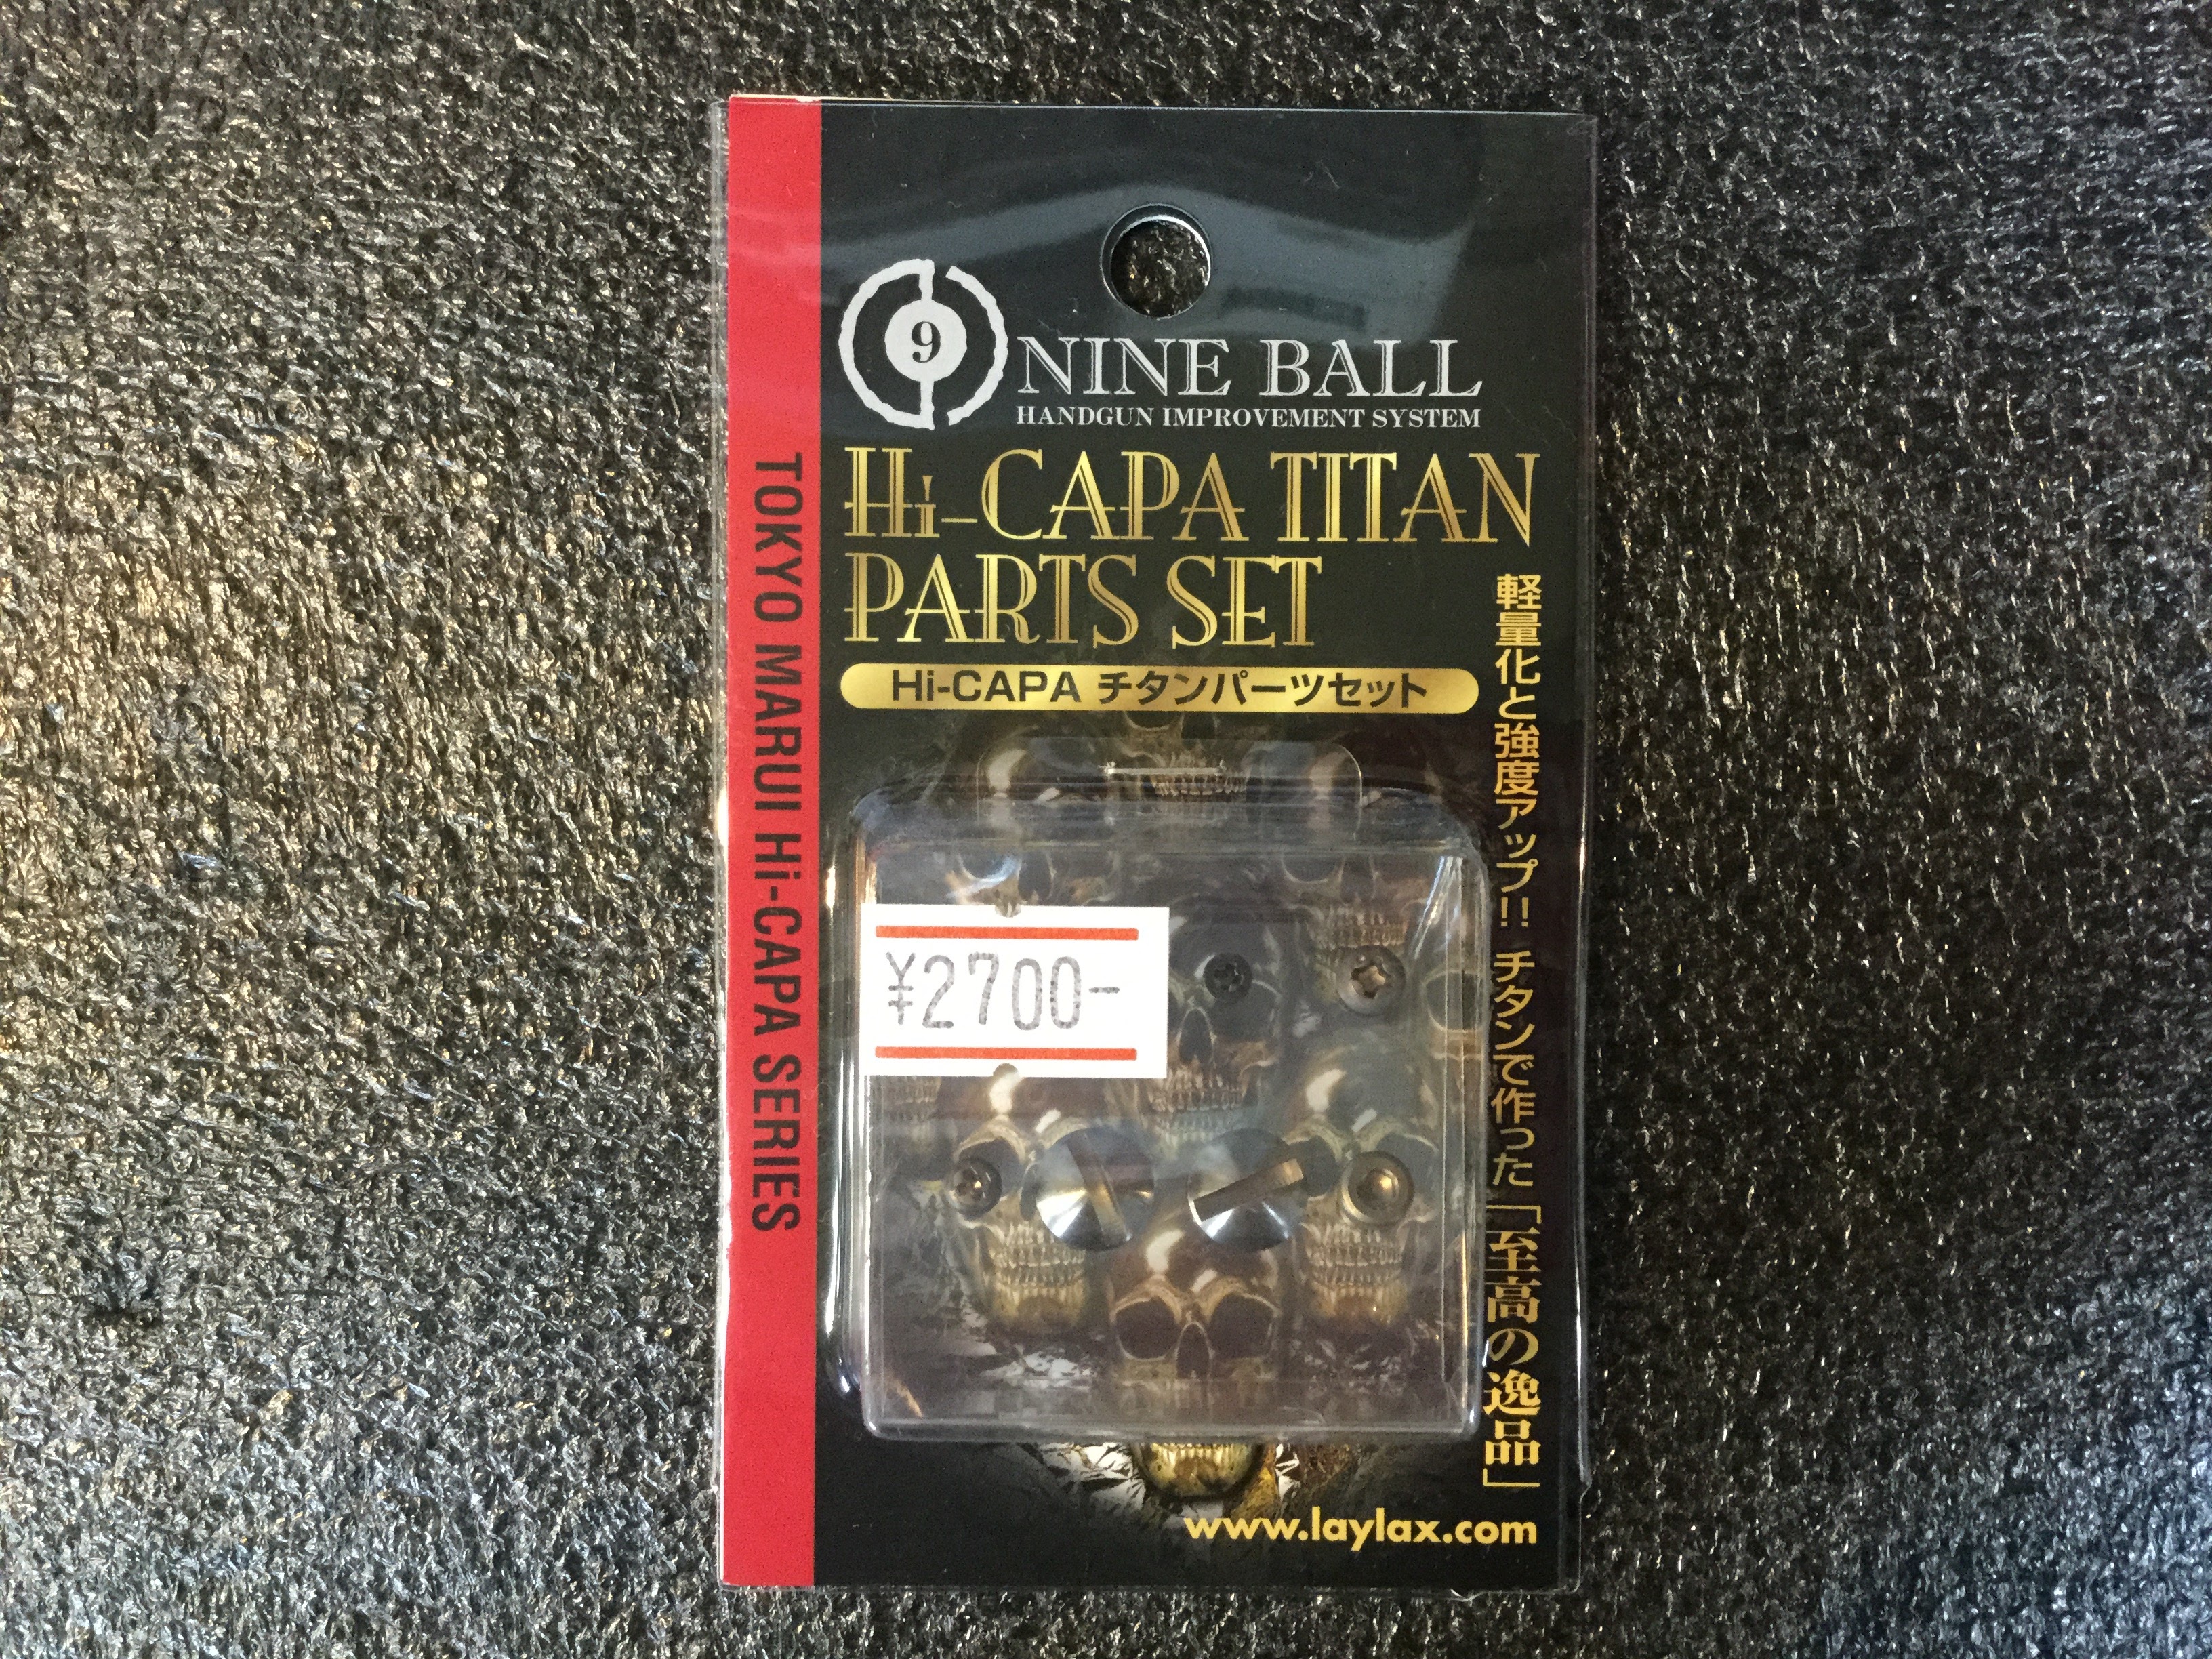 9
NINE BALL
HANDGUN IMPROVEMENT SYSTEM
Hi-CAPA TITAN
PARTS SET
Hi-CAPA チタンパーツセット
TOKYO MARUI Hi-CAPA SERIES
軽量化と強度アップ!! チタンで作った「至高の逸品」
¥2700-
www.laylax.com